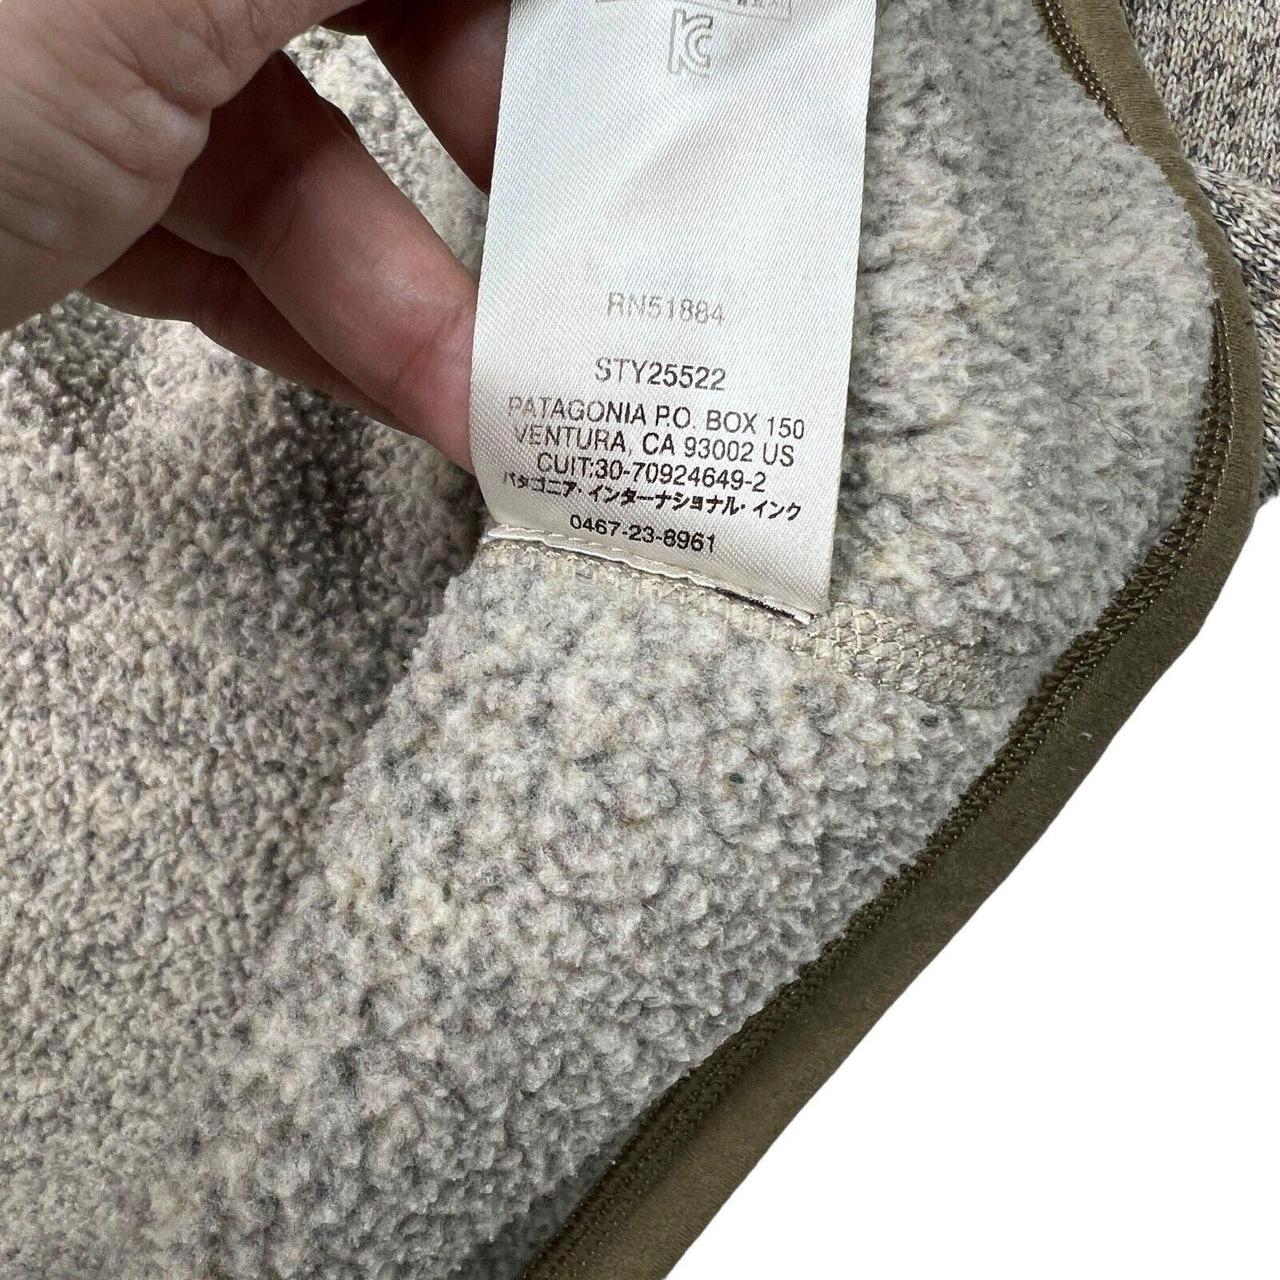 KC
RN51884
STY25522
PATAGONIA P.O. BOX 150
VENTURA, CA 93002 US
CUIT:30-70924649-2
パタゴニア・インターナショナル・インク
0467-23-8961